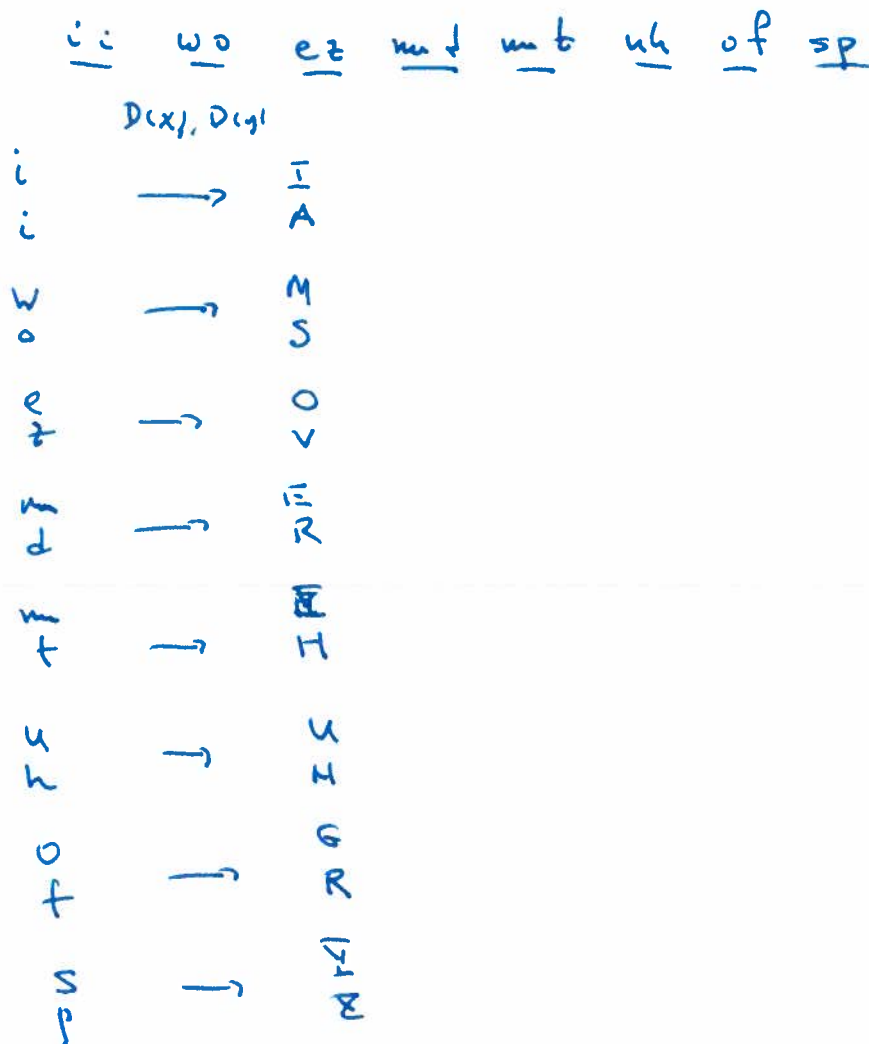 ii wo ez md mt uh of sp
D(x), D(y)
i → I
i A
w → M
o S
e → O
z V
m → E
d R
m →
t H
u → U
h H
o → G
f R
s →
p